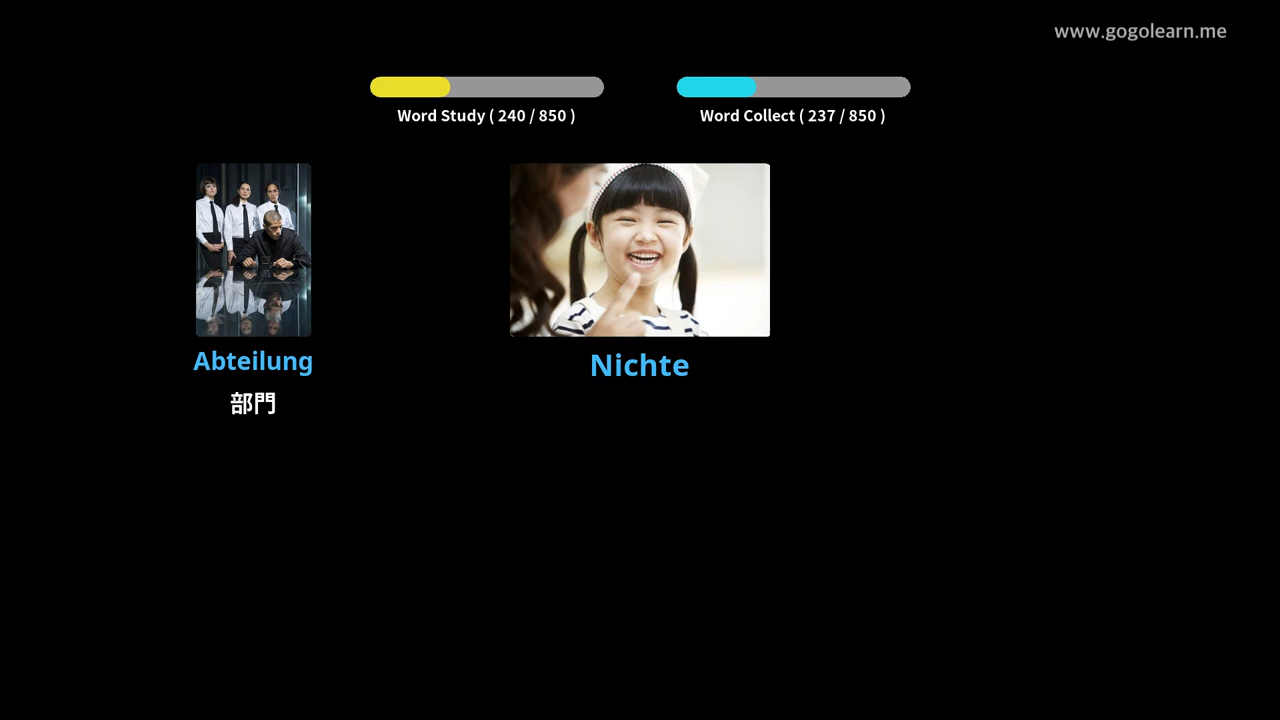 www.gogolearn.me
Word Study ( 240 / 850 )
Word Collect ( 237 / 850 )
Abteilung
部門
Nichte